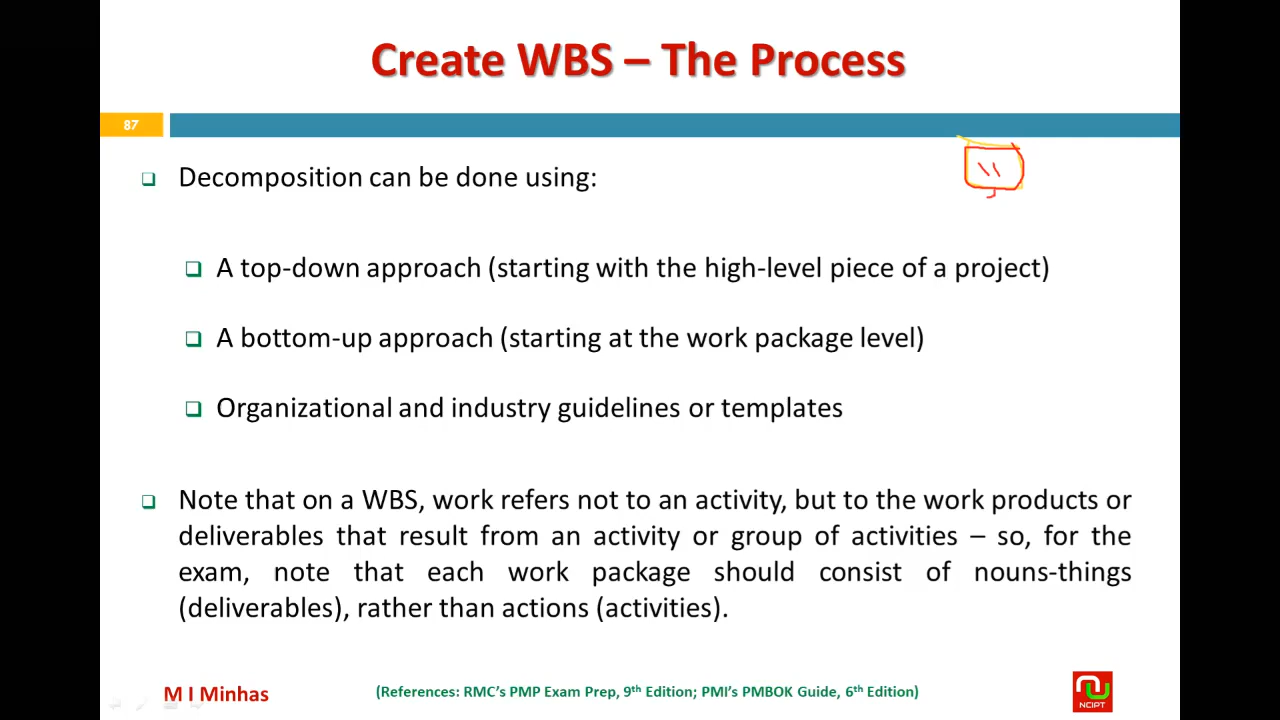 Create WBS – The Process
87
Decomposition can be done using:
A top-down approach (starting with the high-level piece of a project)
A bottom-up approach (starting at the work package level)
Organizational and industry guidelines or templates
Note that on a WBS, work refers not to an activity, but to the work products or
deliverables that result from an activity or group of activities – so, for the
exam, note that each work package should consist of nouns-things
(deliverables), rather than actions (activities).
M I Minhas
(References: RMC's PMP Exam Prep, 9th Edition; PMI's PMBOK Guide, 6th Edition)
NCIPT